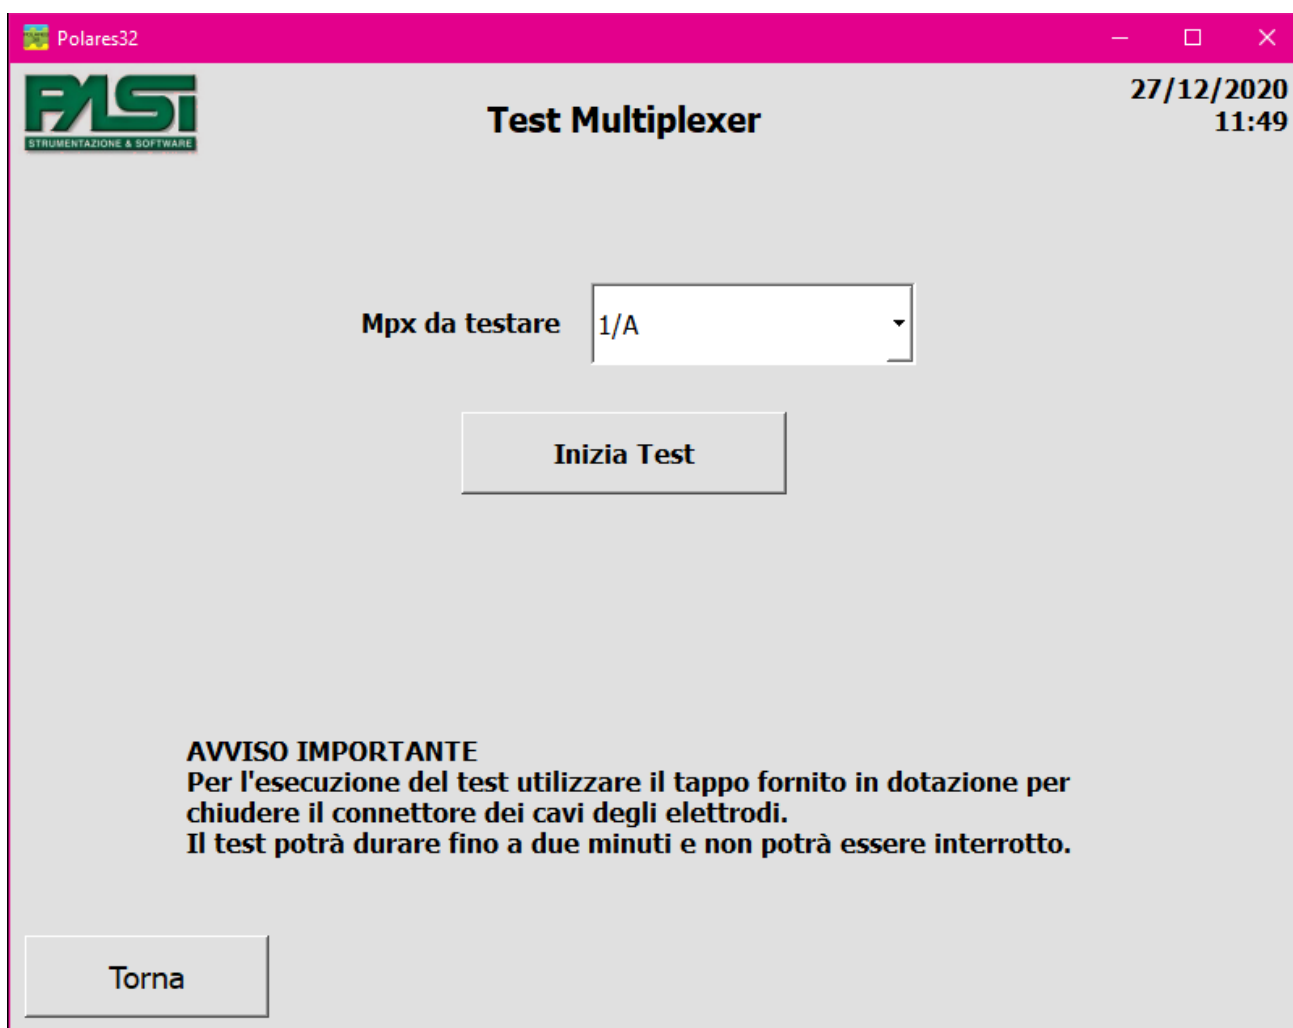 Polares32
PASI
STRUMENTAZIONE & SOFTWARE
Test Multiplexer
27/12/2020
11:49
Mpx da testare
1/A
Inizia Test
AVVISO IMPORTANTE
Per l'esecuzione del test utilizzare il tappo fornito in dotazione per
chiudere il connettore dei cavi degli elettrodi.
Il test potrà durare fino a due minuti e non potrà essere interrotto.
Torna